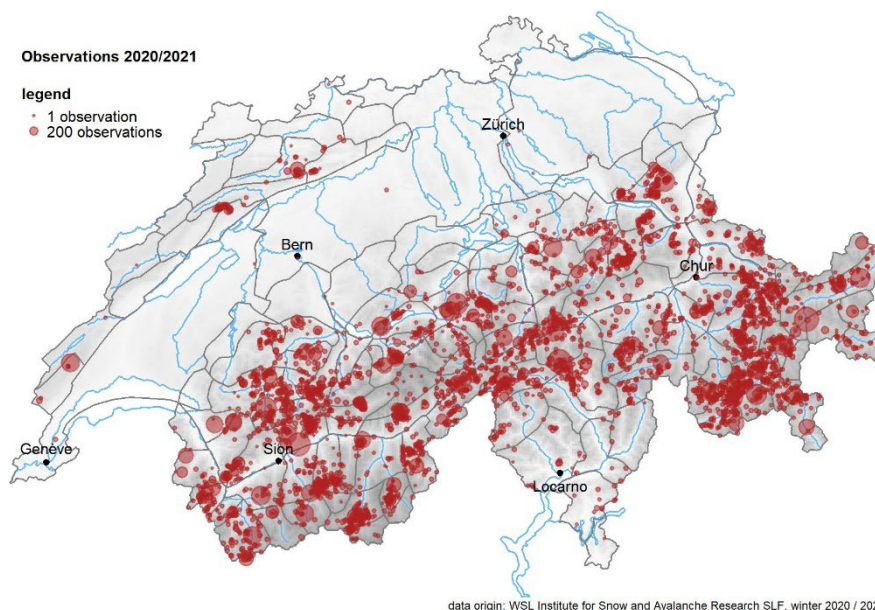 Observations 2020/2021
legend
1 observation
200 observations
Zürich
Bern
Chur
Genève
Sion
Locarno
data origin: WSL Institute for Snow and Avalanche Research SLF, winter 2020 / 202